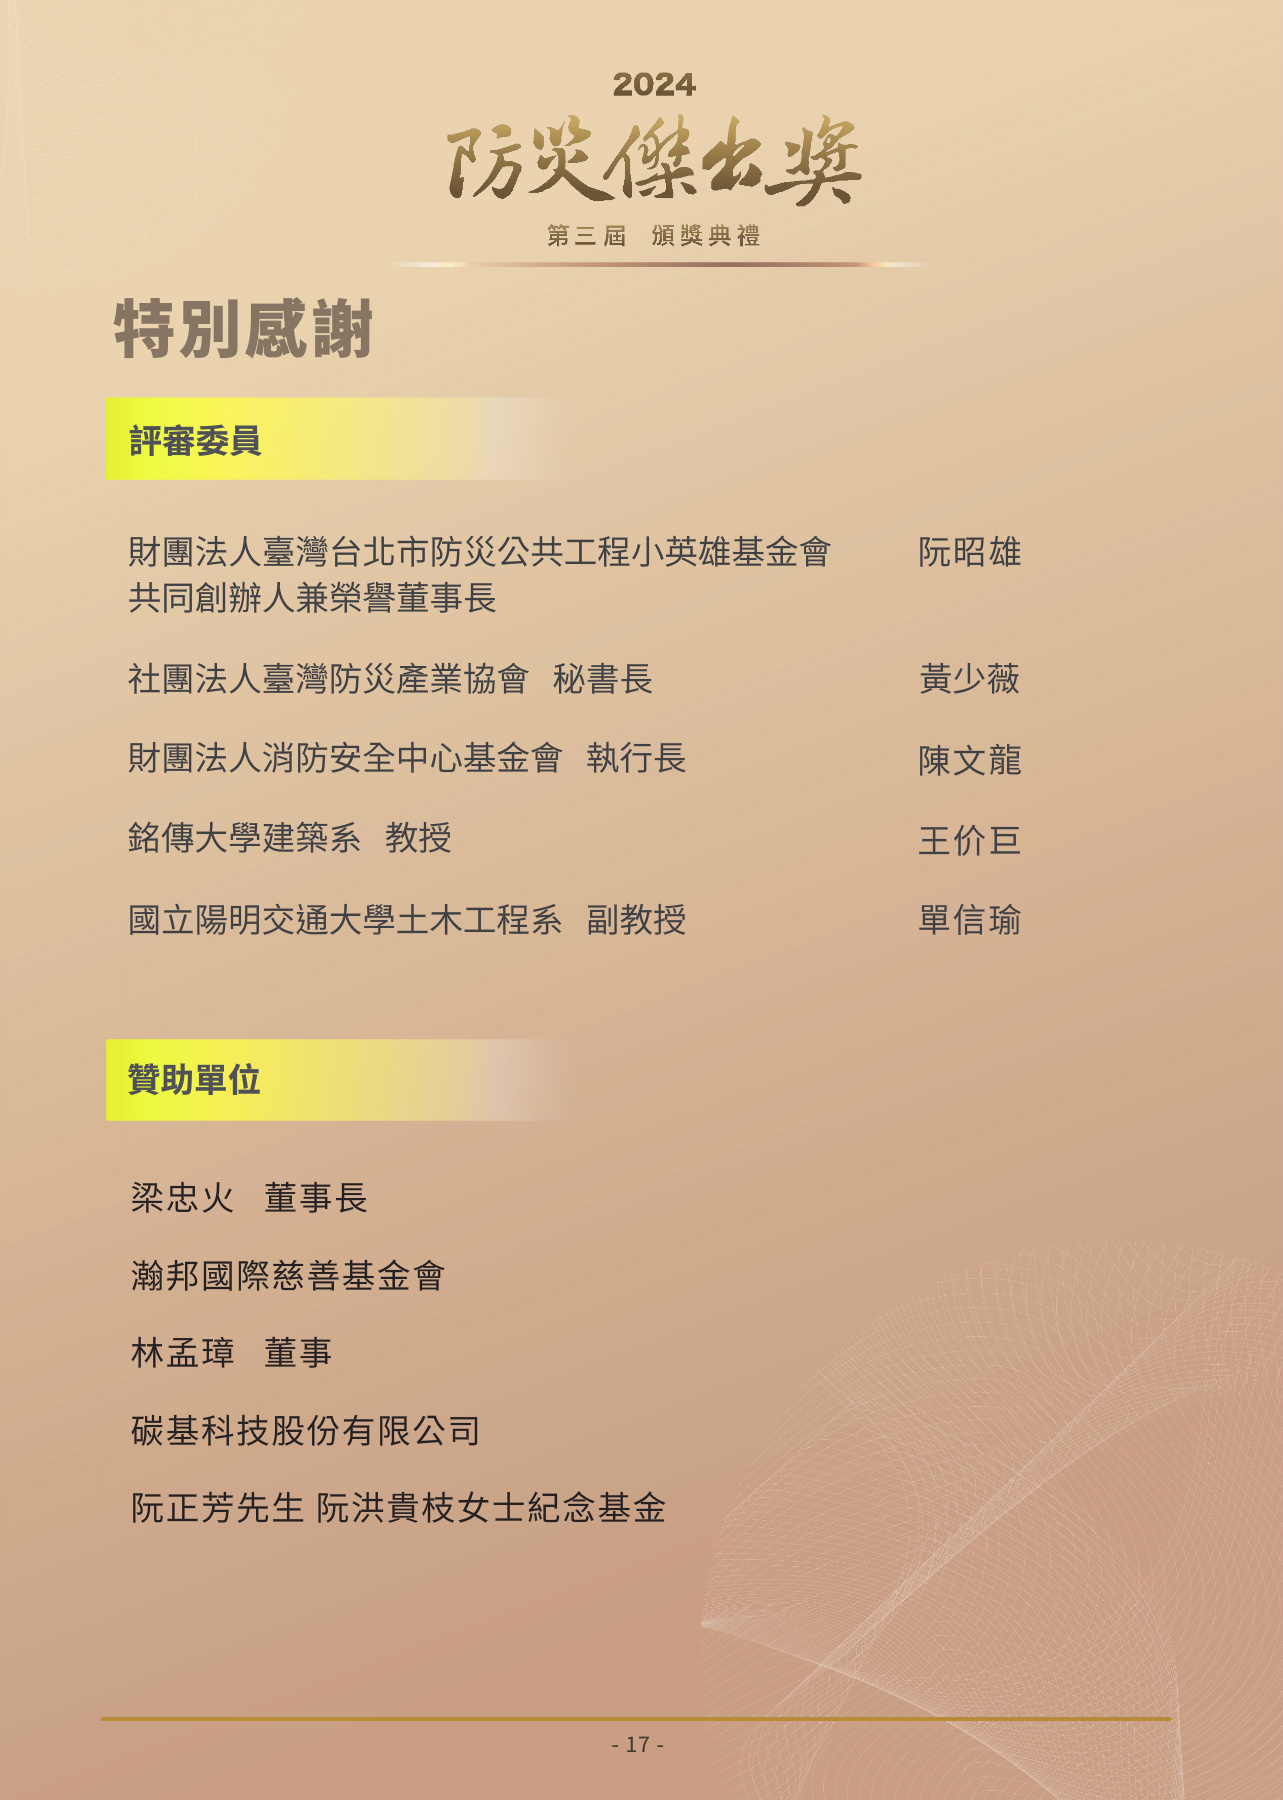 2024
防災傑出獎
第三屆 頒獎典禮
特別感謝
評審委員
財團法人臺灣台北市防災公共工程小英雄基金會 阮昭雄
共同創辦人兼榮譽董事長
社團法人臺灣防災產業協會 秘書長 黃少薇
財團法人消防安全中心基金會 執行長 陳文龍
銘傳大學建築系 教授 王价巨
國立陽明交通大學土木工程系 副教授 單信瑜
贊助單位
梁忠火 董事長
瀚邦國際慈善基金會
林孟璋 董事
碳基科技股份有限公司
阮正芳先生 阮洪貴枝女士紀念基金
- 17 -